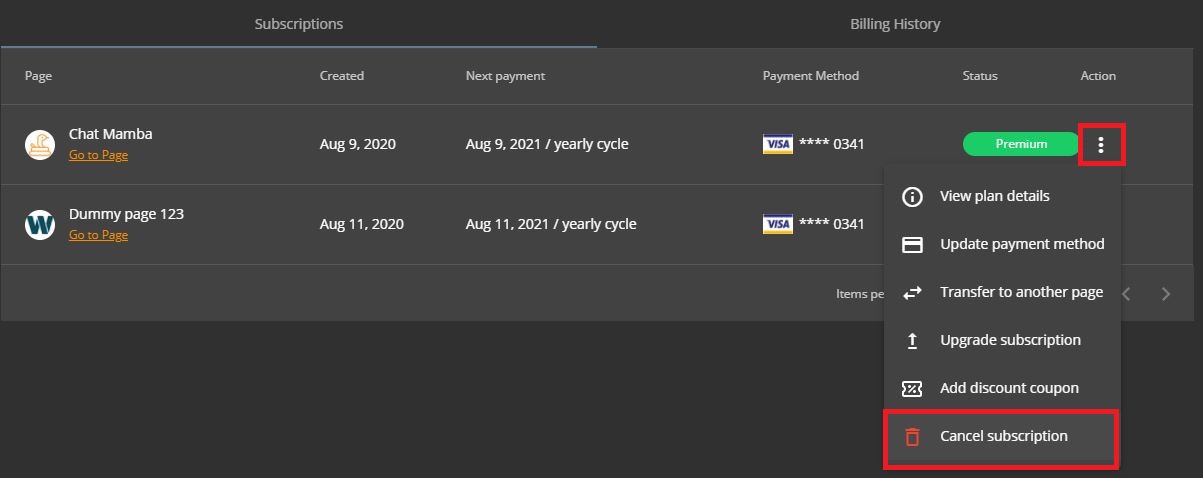 Subscriptions Billing History
Page Created Next payment Payment Method Status Action
Chat Mamba
Go to Page
Aug 9, 2020 Aug 9, 2021 / yearly cycle VISA **** 0341 Premium
Dummy page 123
Go to Page
Aug 11, 2020 Aug 11, 2021 / yearly cycle VISA **** 0341
Items pe
View plan details
Update payment method
Transfer to another page
Upgrade subscription
Add discount coupon
Cancel subscription